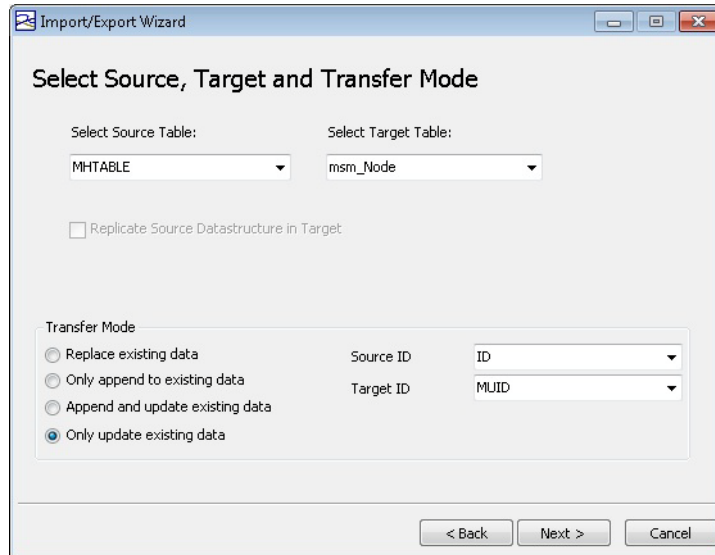 Import/Export Wizard
Select Source, Target and Transfer Mode
Select Source Table: Select Target Table:
MHTABLE msm_Node
Replicate Source Datastructure in Target
Transfer Mode
Replace existing data Source ID ID
Only append to existing data Target ID MUID
Append and update existing data
Only update existing data
< Back Next > Cancel